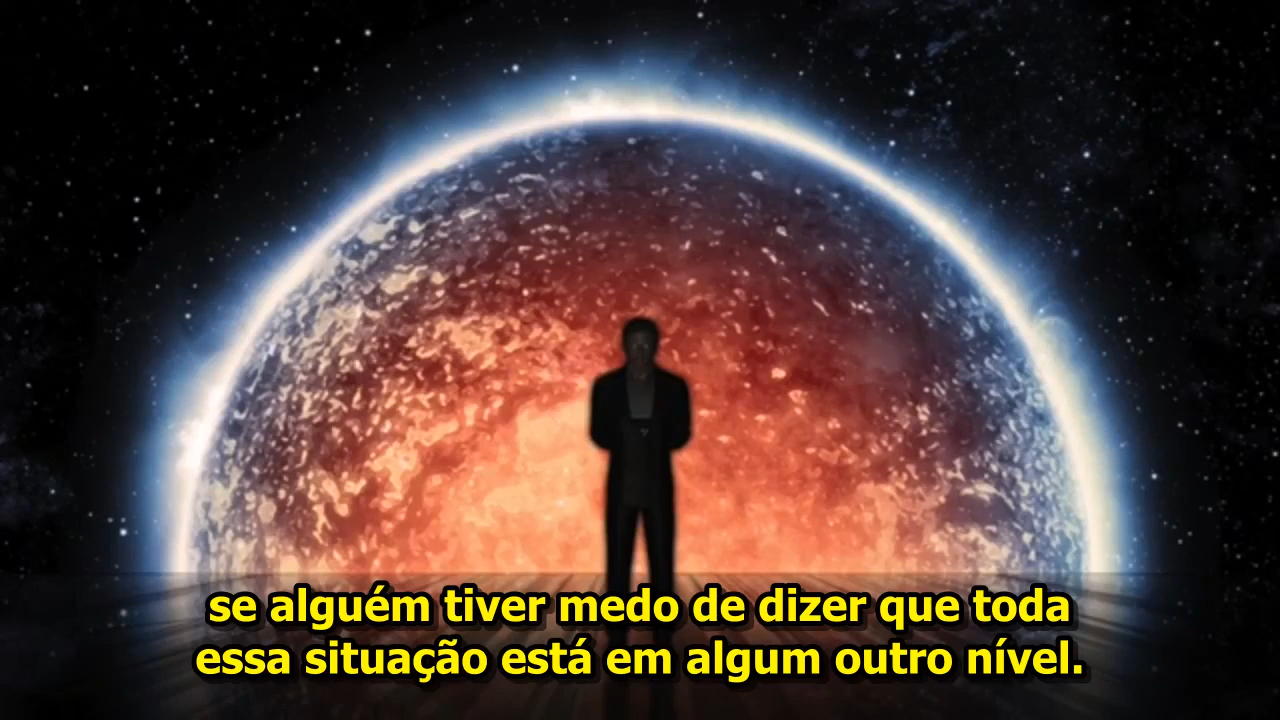 se alguém tiver medo de dizer que toda
essa situação está em algum outro nível.